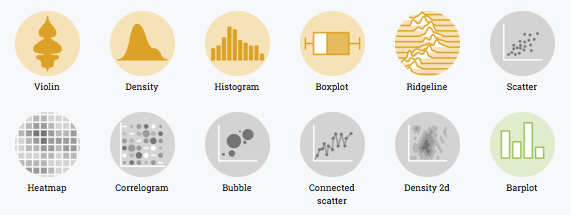 Violin Density Histogram Boxplot Ridgeline Scatter
Heatmap Correlogram Bubble Connected Density 2d Barplot
scatter